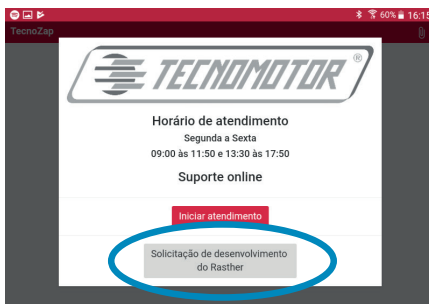 60% 16:15
TecnoZap
TECNOMOTOR®
Horário de atendimento
Segunda a Sexta
09:00 às 11:50 e 13:30 às 17:50
Suporte online
Iniciar atendimento
Solicitação de desenvolvimento
do Rasther